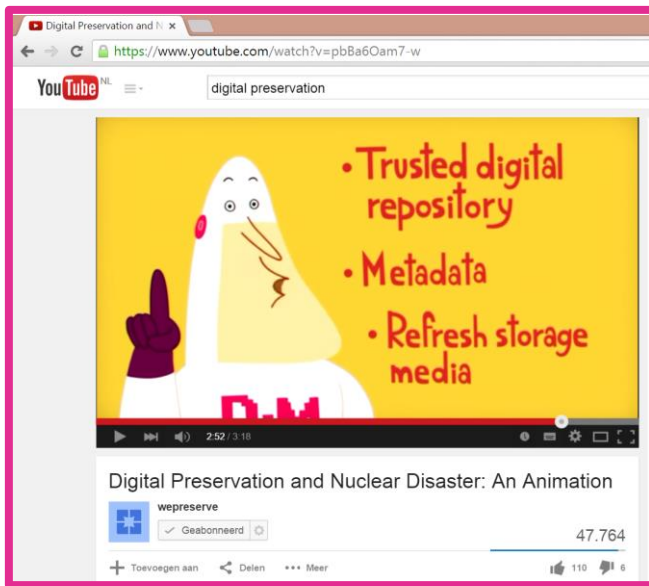 Digital Preservation and N
https://www.youtube.com/watch?v=pbBa6Oam7-w
YouTube NL
digital preservation
• Trusted digital
repository
• Metadata
• Refresh storage
media
D-M
2:52 / 3:18
Digital Preservation and Nuclear Disaster: An Animation
wepreserve
Geabonneerd
47.764
Toevoegen aan Delen ••• Meer 110 6